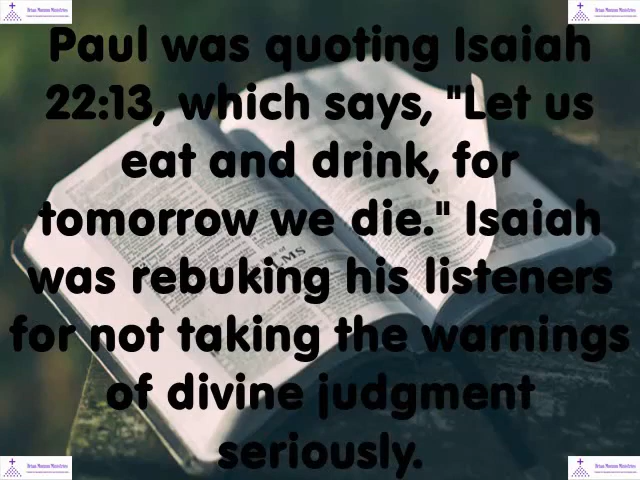 Paul was quoting Isaiah
22:13, which says, "Let us
eat and drink, for
tomorrow we die." Isaiah
was rebuking his listeners
for not taking the warnings
of divine judgment
seriously.